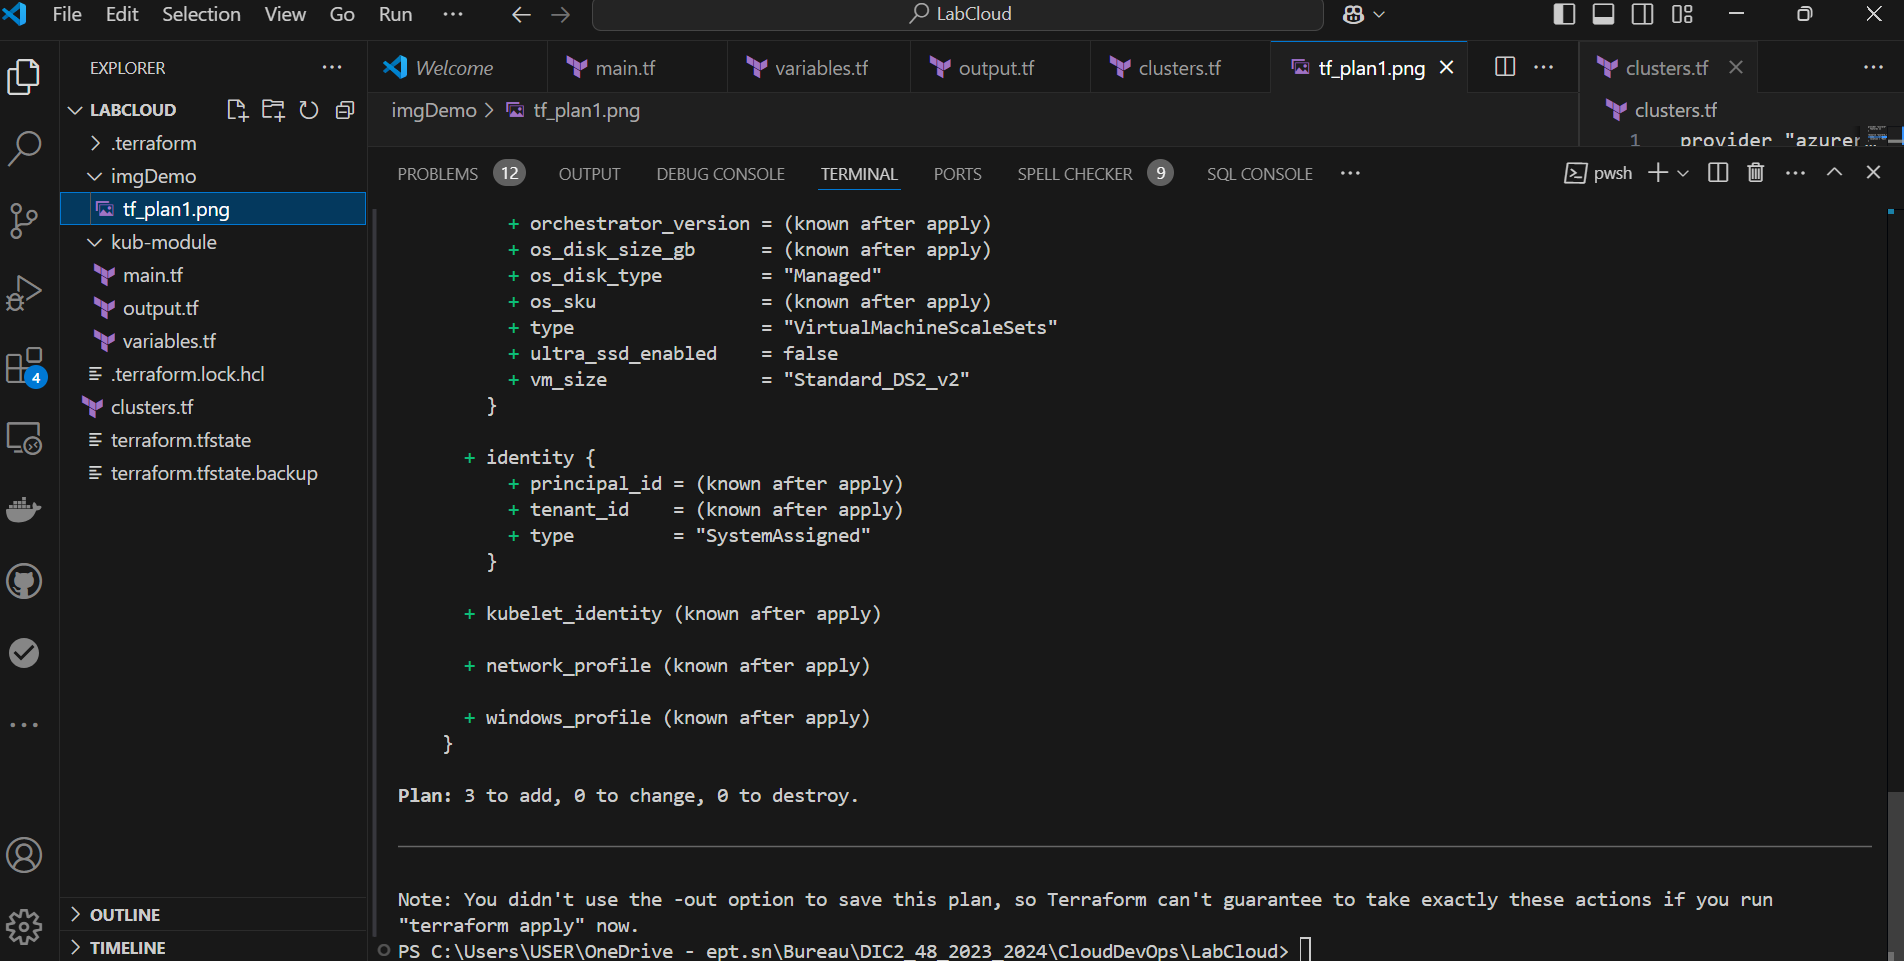 File Edit Selection View Go Run ··· LabCloud
EXPLORER ···
LABCLOUD
.terraform
imgDemo
tf_plan1.png
kub-module
main.tf
output.tf
variables.tf
.terraform.lock.hcl
clusters.tf
terraform.tfstate
terraform.tfstate.backup
4
OUTLINE
TIMELINE
Welcome main.tf variables.tf output.tf clusters.tf tf_plan1.png ··· clusters.tf ···
imgDemo > tf_plan1.png
clusters.tf
1 provider "azurer
PROBLEMS 12 OUTPUT DEBUG CONSOLE TERMINAL PORTS SPELL CHECKER 9 SQL CONSOLE ··· pwsh ···
+ orchestrator_version = (known after apply)
+ os_disk_size_gb = (known after apply)
+ os_disk_type = "Managed"
+ os_sku = (known after apply)
+ type = "VirtualMachineScaleSets"
+ ultra_ssd_enabled = false
+ vm_size = "Standard_DS2_v2"
}
+ identity {
+ principal_id = (known after apply)
+ tenant_id = (known after apply)
+ type = "SystemAssigned"
}
+ kubelet_identity (known after apply)
+ network_profile (known after apply)
+ windows_profile (known after apply)
}
Plan: 3 to add, 0 to change, 0 to destroy.
Note: You didn't use the -out option to save this plan, so Terraform can't guarantee to take exactly these actions if you run
"terraform apply" now.
PS C:\Users\USER\OneDrive - ept.sn\Bureau\DIC2_48_2023_2024\CloudDevOps\LabCloud>